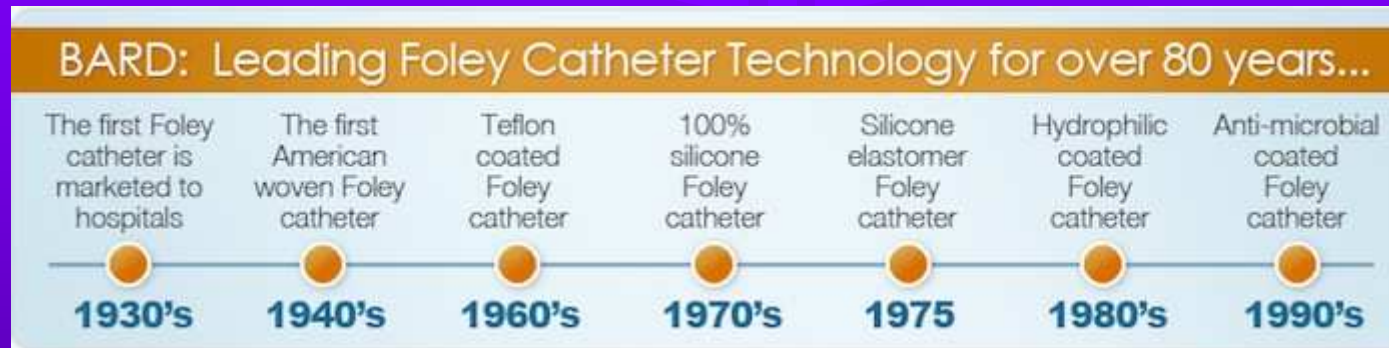 BARD: Leading Foley Catheter Technology for over 80 years...
The first Foley
catheter is
marketed to
hospitals
1930's
The first
American
woven Foley
catheter
1940's
Teflon
coated
Foley
catheter
1960's
100%
silicone
Foley
catheter
1970's
Silicone
elastomer
Foley
catheter
1975
Hydrophilic
coated
Foley
catheter
1980's
Anti-microbial
coated
Foley
catheter
1990's